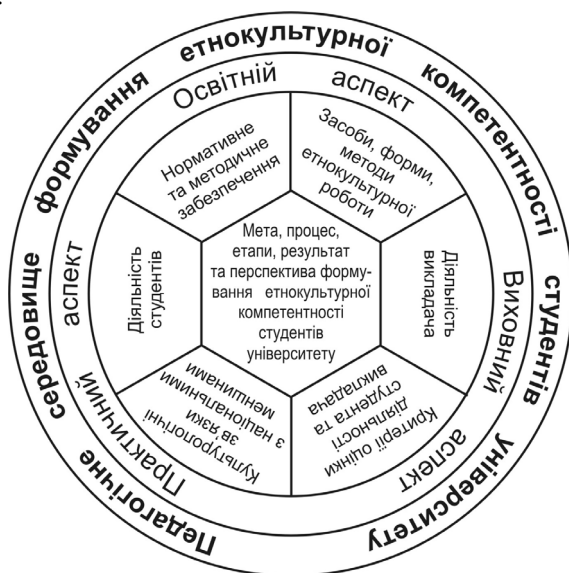 Педагогічне середовище формування етнокультурної компетентності студентів університету
Освітній аспект
Виховний аспект
Практичний аспект
Нормативне
та методичне
забезпечення
Засоби, форми,
методи
етнокультурної
роботи
Діяльність
викладача
Критерії оцінки
діяльності
студента та
викладача
Культурологічні
зв'язки
з національними
меншинами
Діяльність
студентів
Мета, процес,
етапи, результат
та перспектива форму-
вання етнокультурної
компетентності
студентів
університету